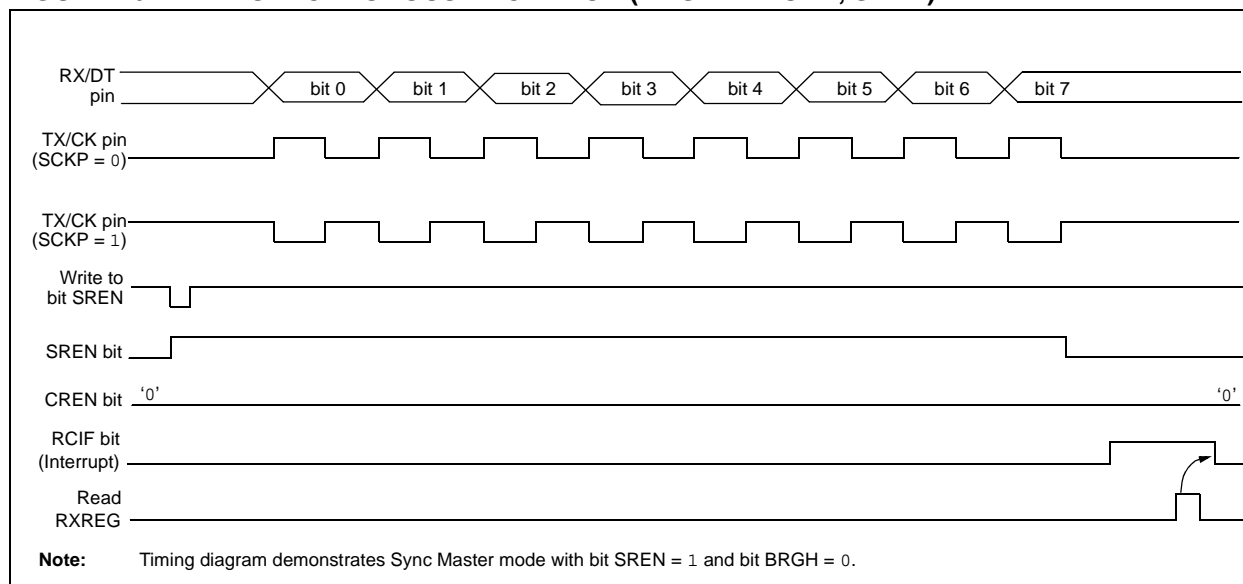 RX/DT
pin
bit 0 bit 1 bit 2 bit 3 bit 4 bit 5 bit 6 bit 7
TX/CK pin
(SCKP = 0)
TX/CK pin
(SCKP = 1)
Write to
bit SREN
SREN bit
CREN bit ‘0’ ‘0’
RCIF bit
(Interrupt)
Read
RXREG
Note: Timing diagram demonstrates Sync Master mode with bit SREN = 1 and bit BRGH = 0.